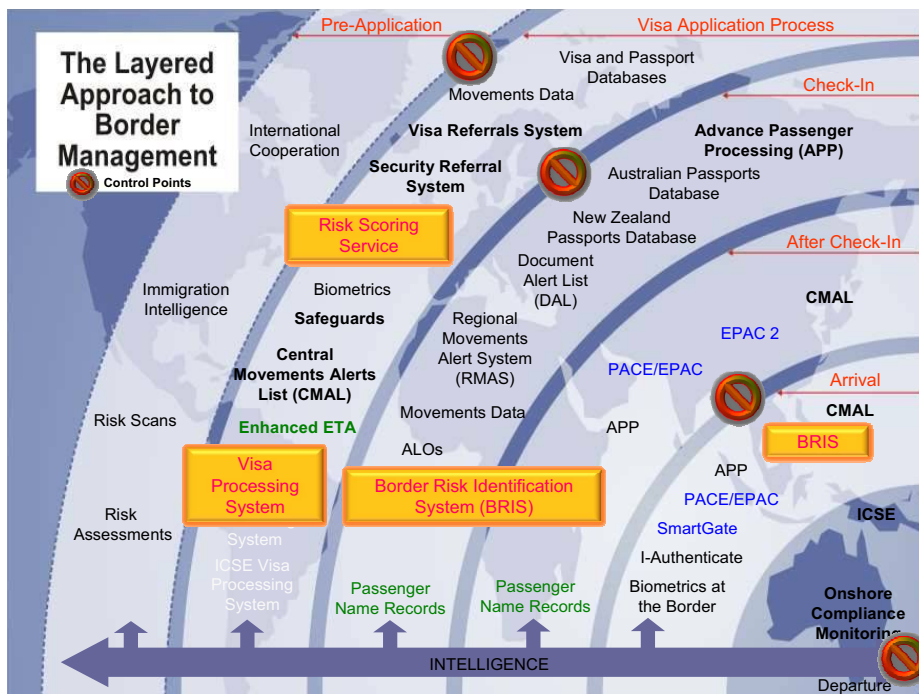 The Layered
Approach to
Border
Management
Control Points
Pre-Application
Visa Application Process
Visa and Passport
Databases
Movements Data
Check-In
International
Cooperation
Visa Referrals System
Advance Passenger
Processing (APP)
Security Referral
System
Australian Passports
Database
Risk Scoring
Service
New Zealand
Passports Database
After Check-In
Document
Alert List
(DAL)
Immigration
Intelligence
Biometrics
CMAL
Safeguards
Regional
Movements
Alert System
(RMAS)
EPAC 2
Central
Movements Alerts
List (CMAL)
PACE/EPAC
Arrival
Risk Scans
Movements Data
CMAL
Enhanced ETA
APP
ALOs
BRIS
Visa
Processing
System
Border Risk Identification
System (BRIS)
APP
PACE/EPAC
Risk
Assessments
SmartGate
ICSE
System
I-Authenticate
ICSE Visa
Processing
System
Passenger
Name Records
Passenger
Name Records
Biometrics at
the Border
Onshore
Compliance
Monitoring
INTELLIGENCE
Departure